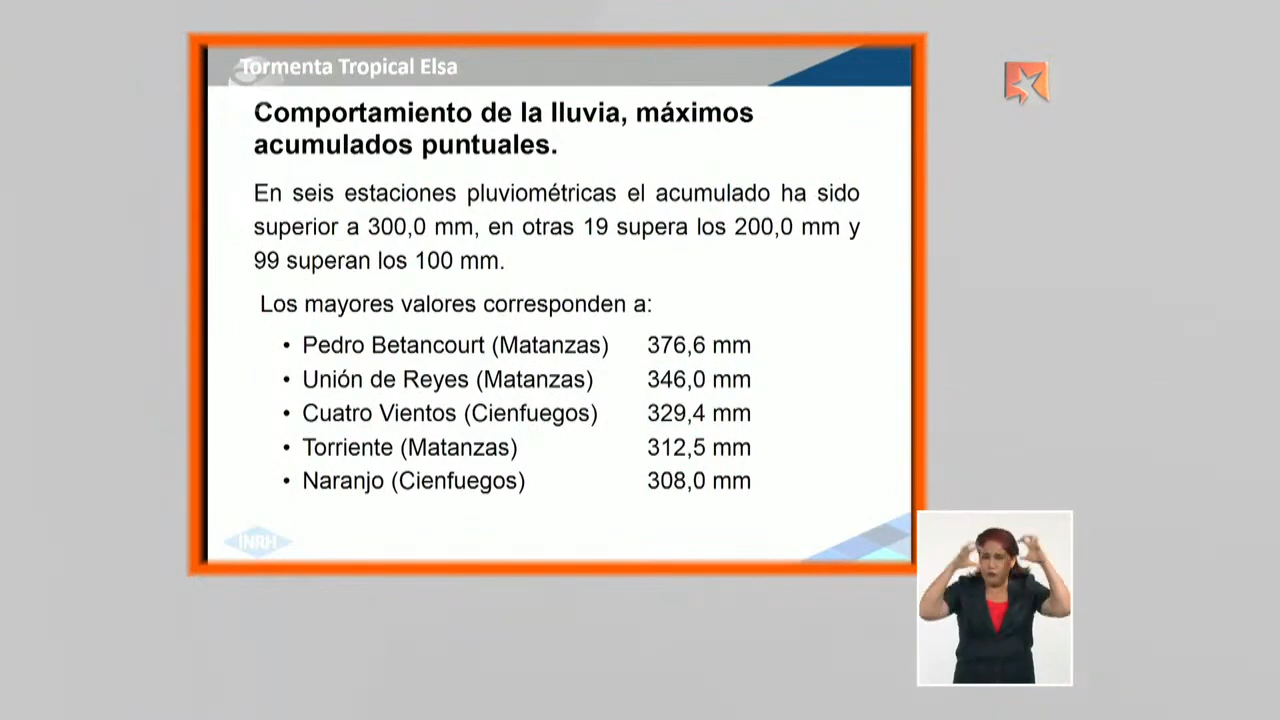 Tormenta Tropical Elsa
Comportamiento de la lluvia, máximos
acumulados puntuales.
En seis estaciones pluviométricas el acumulado ha sido
superior a 300,0 mm, en otras 19 supera los 200,0 mm y
99 superan los 100 mm.
Los mayores valores corresponden a:
• Pedro Betancourt (Matanzas) 376,6 mm
• Unión de Reyes (Matanzas) 346,0 mm
• Cuatro Vientos (Cienfuegos) 329,4 mm
• Torriente (Matanzas) 312,5 mm
• Naranjo (Cienfuegos) 308,0 mm
INRH